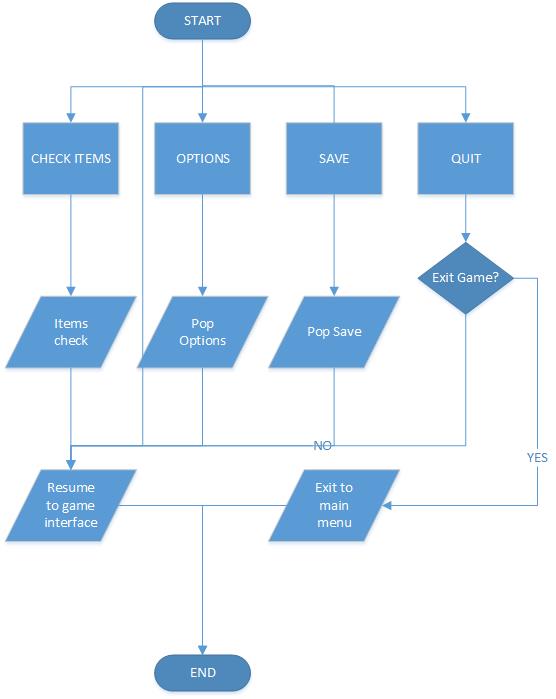 START
CHECK ITEMS
OPTIONS
SAVE
QUIT
Exit Game?
Items
check
Pop
Options
Pop Save
NO
YES
Resume
to game
interface
Exit to
main
menu
END